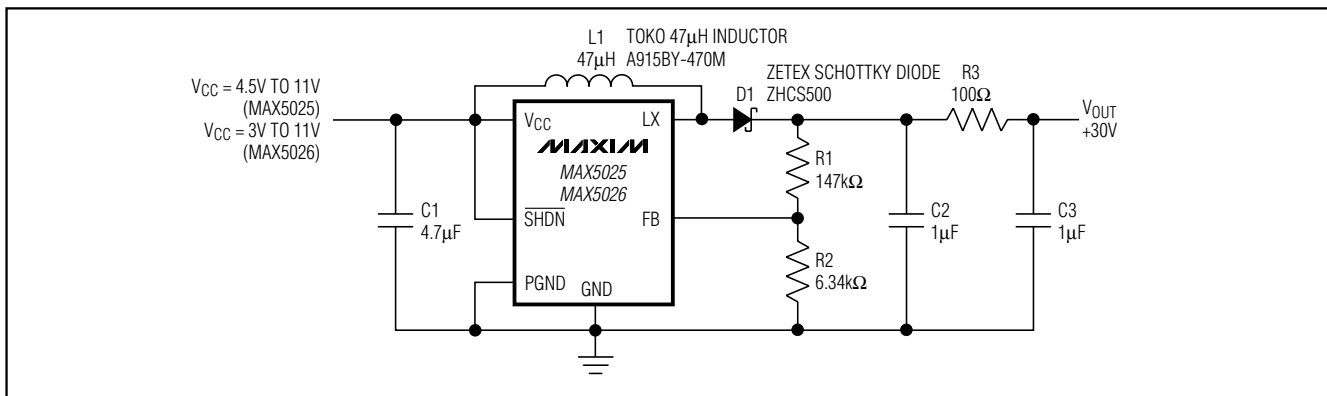 L1 TOKO 47µH INDUCTOR
47µH A915BY-470M
ZETEX SCHOTTKY DIODE
ZHCS500
D1
R3
100Ω
VCC = 4.5V TO 11V
(MAX5025)
VCC = 3V TO 11V
(MAX5026)
VOUT
+30V
VCC
LX
MAXIM
MAX5025
MAX5026
SHDN
FB
PGND
GND
R1
147kΩ
R2
6.34kΩ
C1
4.7µF
C2
1µF
C3
1µF